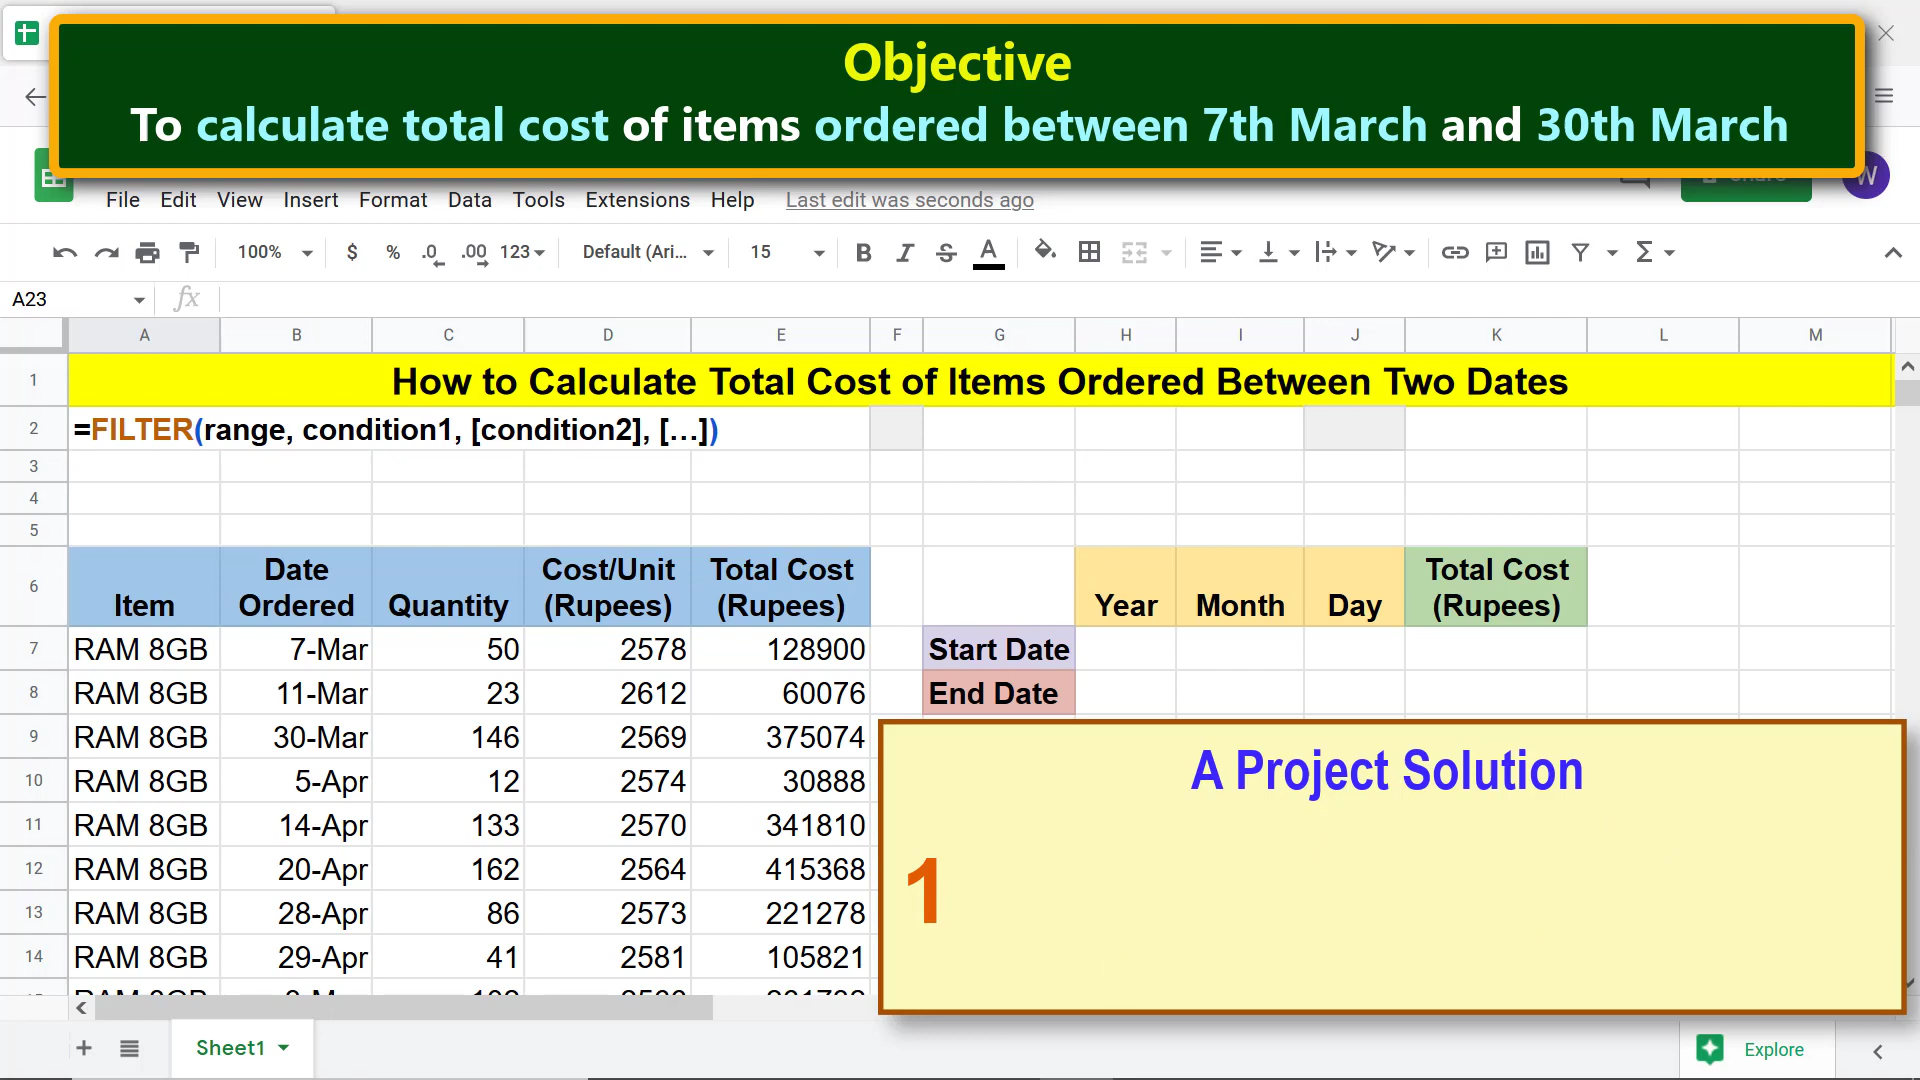 Objective
To calculate total cost of items ordered between 7th March and 30th March
W
File Edit View Insert Format Data Tools Extensions Help Last edit was seconds ago
100% $ % .0 .00 123 Default (Ari... 15 B I S A
A23 fx
A B C D E F G H I J K L M
1 How to Calculate Total Cost of Items Ordered Between Two Dates
2 =FILTER(range, condition1, [condition2], [...])
3
4
5
6 Item Date Ordered Quantity Cost/Unit (Rupees) Total Cost (Rupees) Year Month Day Total Cost (Rupees)
7 RAM 8GB 7-Mar 50 2578 128900 Start Date
8 RAM 8GB 11-Mar 23 2612 60076 End Date
9 RAM 8GB 30-Mar 146 2569 375074
10 RAM 8GB 5-Apr 12 2574 30888
11 RAM 8GB 14-Apr 133 2570 341810
12 RAM 8GB 20-Apr 162 2564 415368
13 RAM 8GB 28-Apr 86 2573 221278
14 RAM 8GB 29-Apr 41 2581 105821
A Project Solution
1
Sheet1
Explore